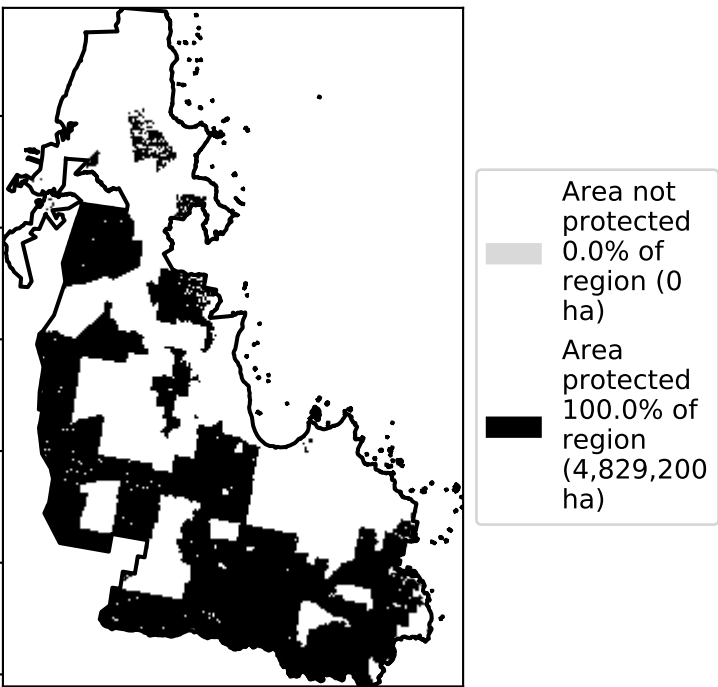 Area not
protected
0.0% of
region (0
ha)
Area
protected
100.0% of
region
(4,829,200
ha)